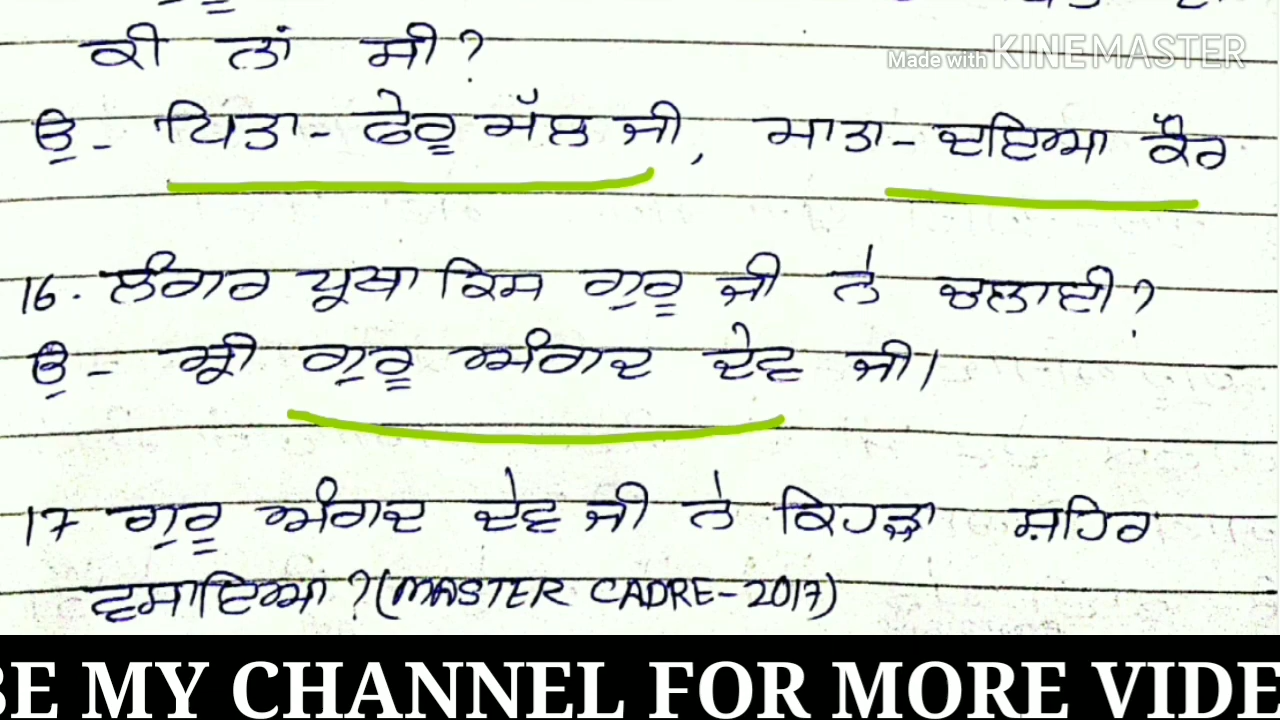 ਕੀ ਨਾਂ ਸੀ?
Made with KINEMASTER
ਉ- ਪਿਤਾ- ਫੇਰੂ ਮੱਲ ਜੀ, ਮਾਤਾ- ਦਇਆ ਕੌਰ
16. ਲੰਗਰ ਪ੍ਰਥਾ ਕਿਸ ਗੁਰੂ ਜੀ ਨੇ ਚਲਾਈ?
ਉ- ਸ੍ਰੀ ਗੁਰੂ ਅੰਗਦ ਦੇਵ ਜੀ।
17 ਗੁਰੂ ਅੰਗਦ ਦੇਵ ਜੀ ਨੇ ਕਿਹੜਾ ਸ਼ਹਿਰ
ਵਸਾਇਆ ?(MASTER CADRE-2017)
BE MY CHANNEL FOR MORE VIDE